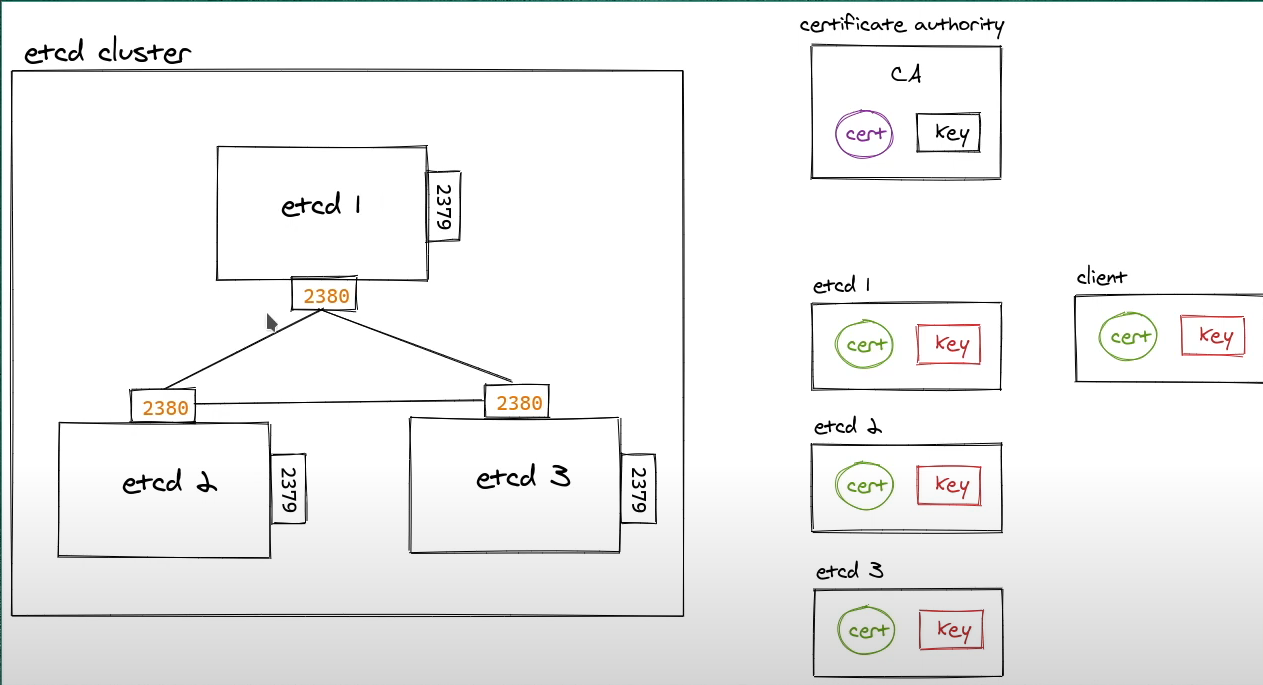 etcd cluster
etcd 1
2379
2380
2380
2380
etcd 2
2379
etcd 3
2379
certificate authority
CA
cert
key
etcd 1
cert
key
client
cert
key
etcd 2
cert
key
etcd 3
cert
key